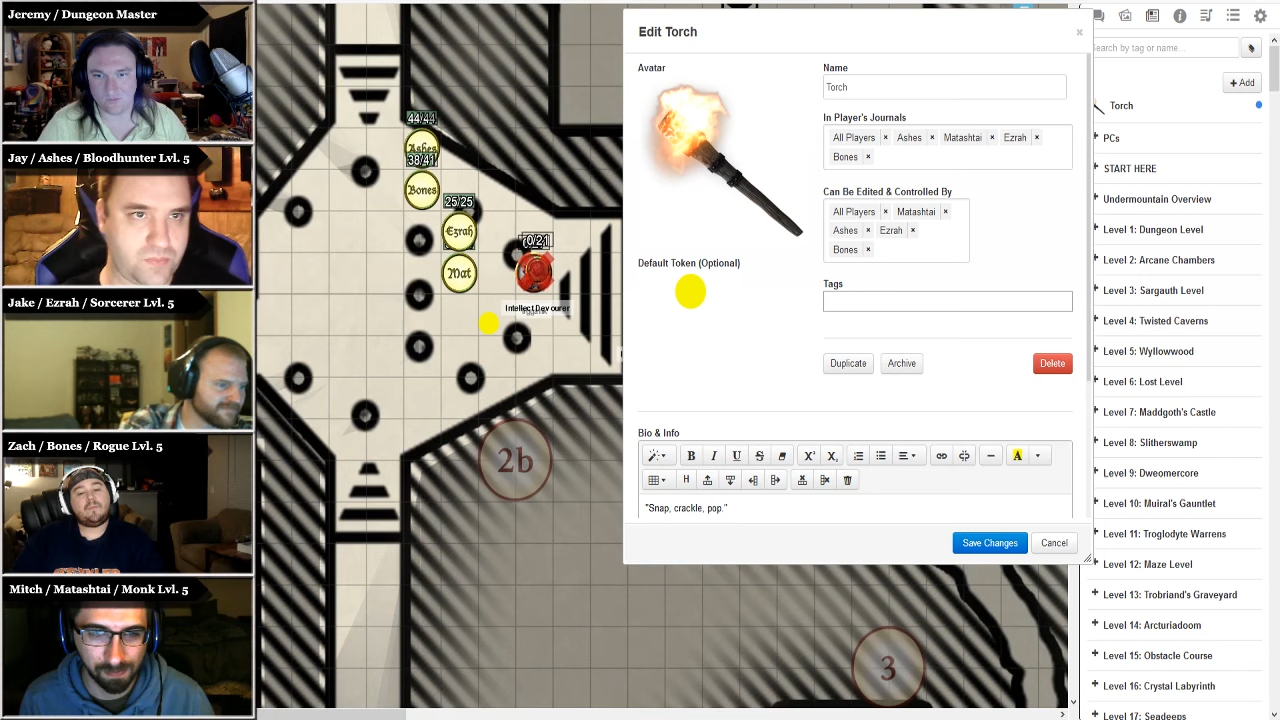 Jeremy / Dungeon Master
Jay / Ashes / Bloodhunter Lvl. 5
Jake / Ezrah / Sorcerer Lvl. 5
Zach / Bones / Rogue Lvl. 5
Mitch / Matashtai / Monk Lvl. 5
44/44
Ashes
38/41
Bones
25/25
Ezrah
Mat
0/21
Intellect Devourer
2b
3
Edit Torch
×
Avatar
Default Token (Optional)
Name
Torch
In Player's Journals
All Players × Ashes × Matashtai × Ezrah ×
Bones ×
Can Be Edited & Controlled By
All Players × Matashtai ×
Ashes × Ezrah ×
Bones ×
Tags
Duplicate Archive Delete
Bio & Info
B I U S
"Snap, crackle, pop."
Save Changes Cancel
Search by tag or name...
+ Add
Torch
PCs
START HERE
Undermountain Overview
Level 1: Dungeon Level
Level 2: Arcane Chambers
Level 3: Sargauth Level
Level 4: Twisted Caverns
Level 5: Wyllowwood
Level 6: Lost Level
Level 7: Maddgoth's Castle
Level 8: Slitherswamp
Level 9: Dweomercore
Level 10: Muiral's Gauntlet
Level 11: Troglodyte Warrens
Level 12: Maze Level
Level 13: Trobriand's Graveyard
Level 14: Arcturiadoom
Level 15: Obstacle Course
Level 16: Crystal Labyrinth
Level 17: Seadeeps